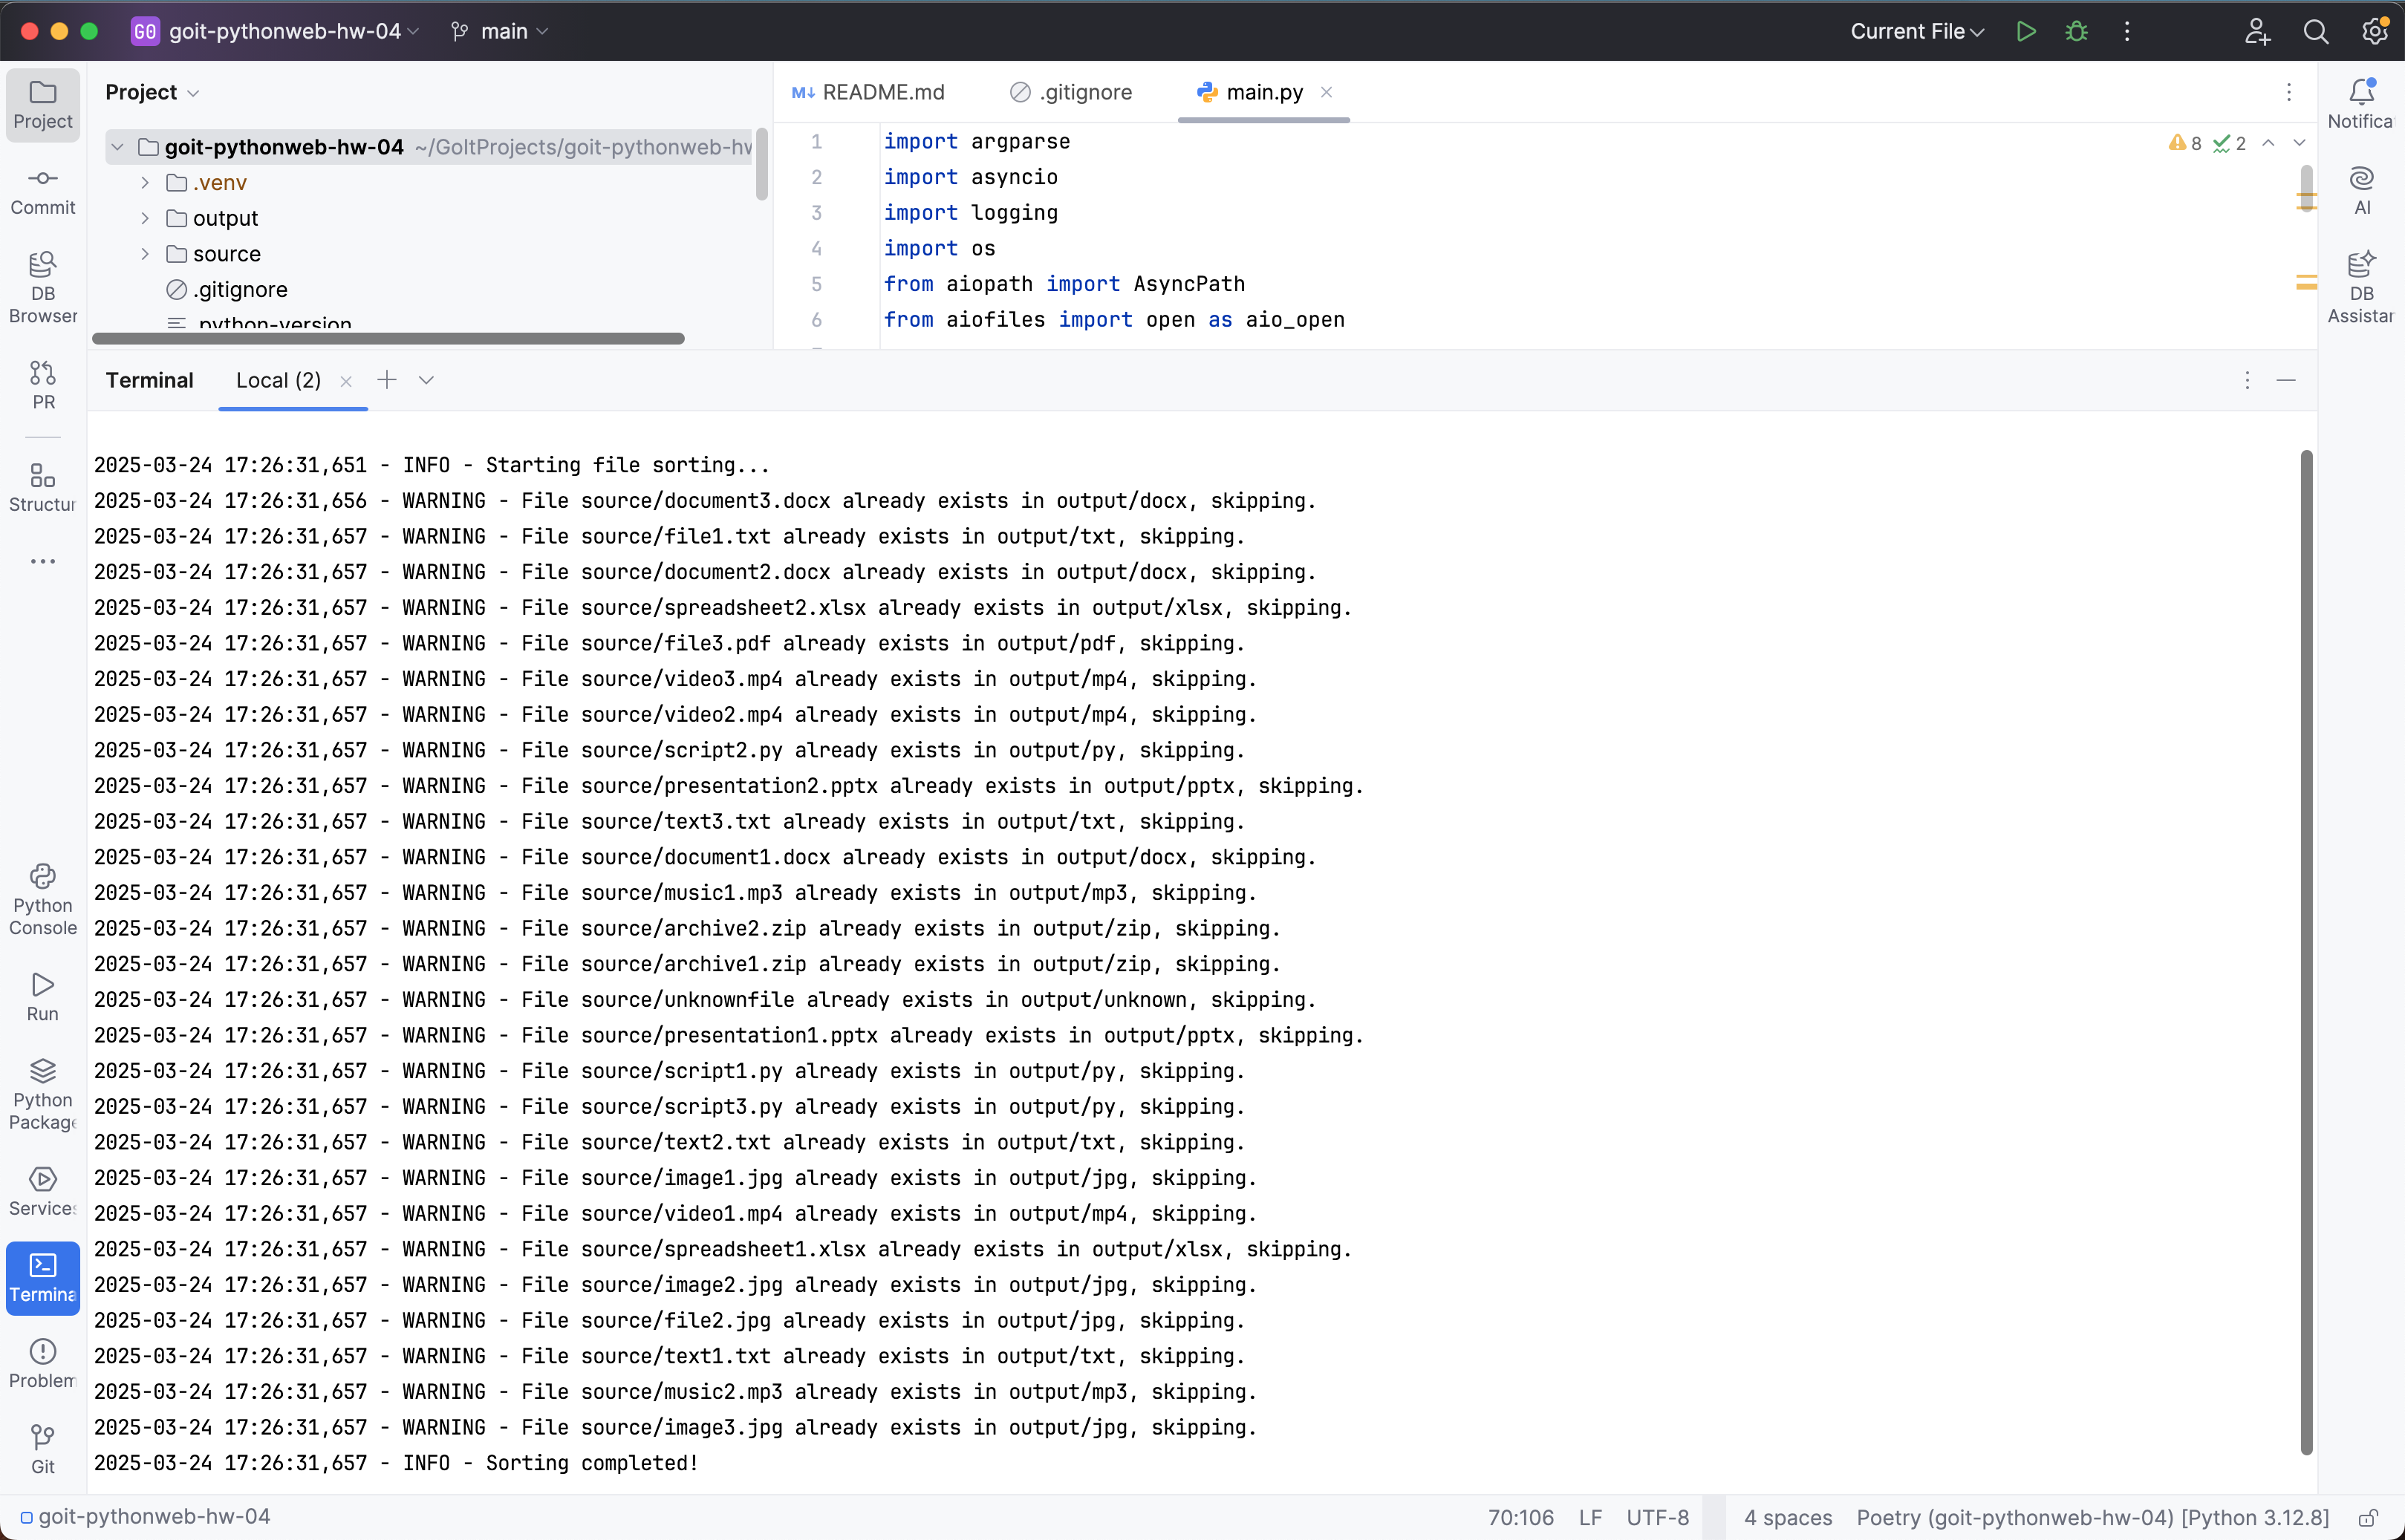 GO goit-pythonweb-hw-04 main Current File
Project
Commit
DB
Browser
PR
Structur
Python
Console
Run
Python
Package
Services
Termina
Problem
Git
Project
goit-pythonweb-hw-04 ~/GoItProjects/goit-pythonweb-hw
.venv
output
source
.gitignore
.python-version
M↓ README.md .gitignore main.py
1 import argparse
2 import asyncio
3 import logging
4 import os
5 from aiopath import AsyncPath
6 from aiofiles import open as aio_open
8 2
Notifica
AI
DB
Assistar
Terminal Local (2)
2025-03-24 17:26:31,651 - INFO - Starting file sorting...
2025-03-24 17:26:31,656 - WARNING - File source/document3.docx already exists in output/docx, skipping.
2025-03-24 17:26:31,657 - WARNING - File source/file1.txt already exists in output/txt, skipping.
2025-03-24 17:26:31,657 - WARNING - File source/document2.docx already exists in output/docx, skipping.
2025-03-24 17:26:31,657 - WARNING - File source/spreadsheet2.xlsx already exists in output/xlsx, skipping.
2025-03-24 17:26:31,657 - WARNING - File source/file3.pdf already exists in output/pdf, skipping.
2025-03-24 17:26:31,657 - WARNING - File source/video3.mp4 already exists in output/mp4, skipping.
2025-03-24 17:26:31,657 - WARNING - File source/video2.mp4 already exists in output/mp4, skipping.
2025-03-24 17:26:31,657 - WARNING - File source/script2.py already exists in output/py, skipping.
2025-03-24 17:26:31,657 - WARNING - File source/presentation2.pptx already exists in output/pptx, skipping.
2025-03-24 17:26:31,657 - WARNING - File source/text3.txt already exists in output/txt, skipping.
2025-03-24 17:26:31,657 - WARNING - File source/document1.docx already exists in output/docx, skipping.
2025-03-24 17:26:31,657 - WARNING - File source/music1.mp3 already exists in output/mp3, skipping.
2025-03-24 17:26:31,657 - WARNING - File source/archive2.zip already exists in output/zip, skipping.
2025-03-24 17:26:31,657 - WARNING - File source/archive1.zip already exists in output/zip, skipping.
2025-03-24 17:26:31,657 - WARNING - File source/unknownfile already exists in output/unknown, skipping.
2025-03-24 17:26:31,657 - WARNING - File source/presentation1.pptx already exists in output/pptx, skipping.
2025-03-24 17:26:31,657 - WARNING - File source/script1.py already exists in output/py, skipping.
2025-03-24 17:26:31,657 - WARNING - File source/script3.py already exists in output/py, skipping.
2025-03-24 17:26:31,657 - WARNING - File source/text2.txt already exists in output/txt, skipping.
2025-03-24 17:26:31,657 - WARNING - File source/image1.jpg already exists in output/jpg, skipping.
2025-03-24 17:26:31,657 - WARNING - File source/video1.mp4 already exists in output/mp4, skipping.
2025-03-24 17:26:31,657 - WARNING - File source/spreadsheet1.xlsx already exists in output/xlsx, skipping.
2025-03-24 17:26:31,657 - WARNING - File source/image2.jpg already exists in output/jpg, skipping.
2025-03-24 17:26:31,657 - WARNING - File source/file2.jpg already exists in output/jpg, skipping.
2025-03-24 17:26:31,657 - WARNING - File source/text1.txt already exists in output/txt, skipping.
2025-03-24 17:26:31,657 - WARNING - File source/music2.mp3 already exists in output/mp3, skipping.
2025-03-24 17:26:31,657 - WARNING - File source/image3.jpg already exists in output/jpg, skipping.
2025-03-24 17:26:31,657 - INFO - Sorting completed!
goit-pythonweb-hw-04 70:106 LF UTF-8 4 spaces Poetry (goit-pythonweb-hw-04) [Python 3.12.8]